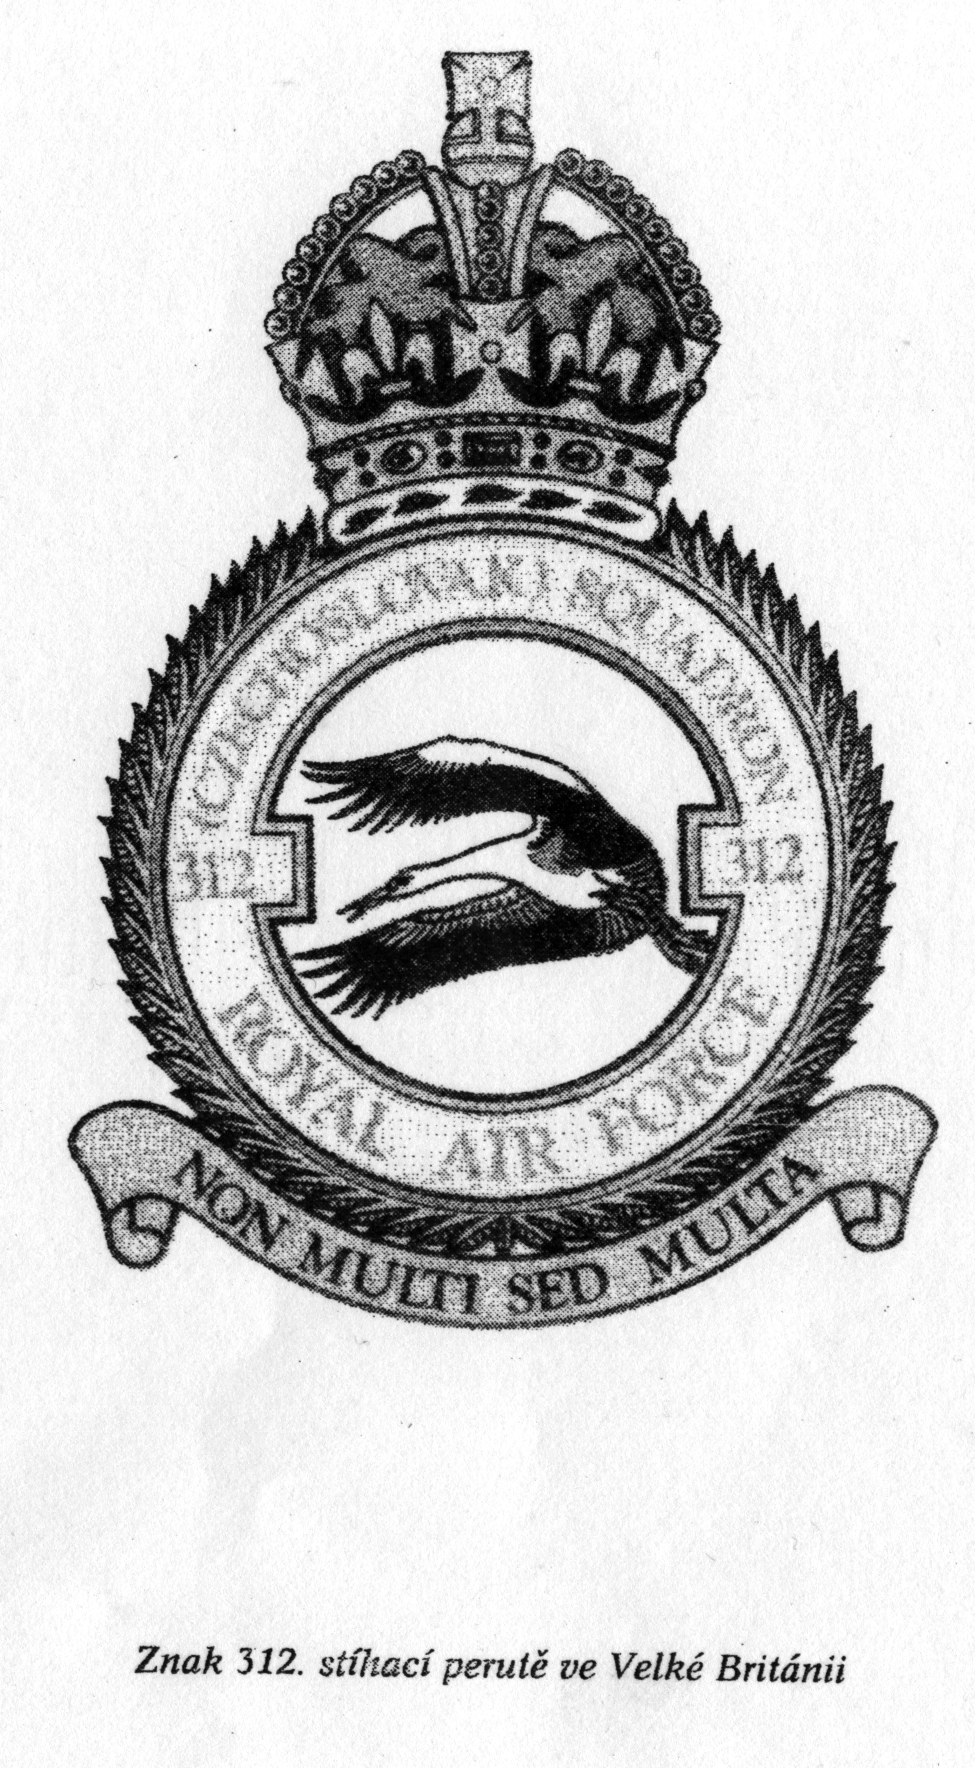 (CZECHOSLOVAK) SQUADRON
312 312
ROYAL AIR FORCE
NON MULTI SED MULTA
Znak 312. stíhací perutě ve Velké Británii